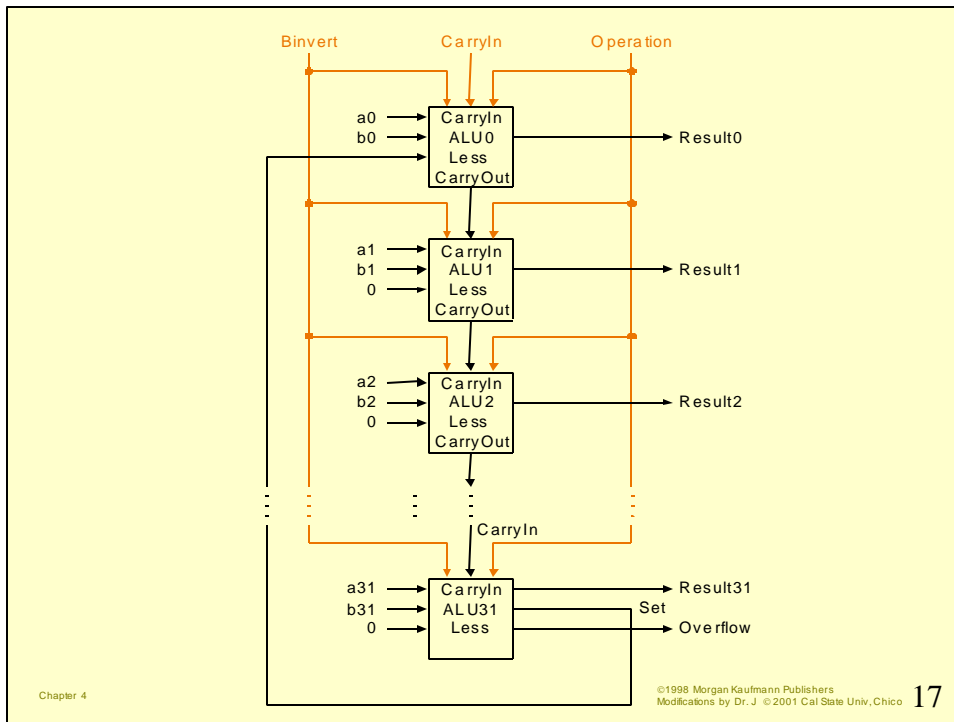 Binvert CarryIn Operation
a0
b0
CarryIn
ALU0
Less
CarryOut
Result0
a1
b1
0
CarryIn
ALU1
Less
CarryOut
Result1
a2
b2
0
CarryIn
ALU2
Less
CarryOut
Result2
CarryIn
a31
b31
0
CarryIn
ALU31
Less
Result31
Set
Overflow
Chapter 4
©1998 Morgan Kaufmann Publishers
Modifications by Dr. J © 2001 Cal State Univ, Chico
17